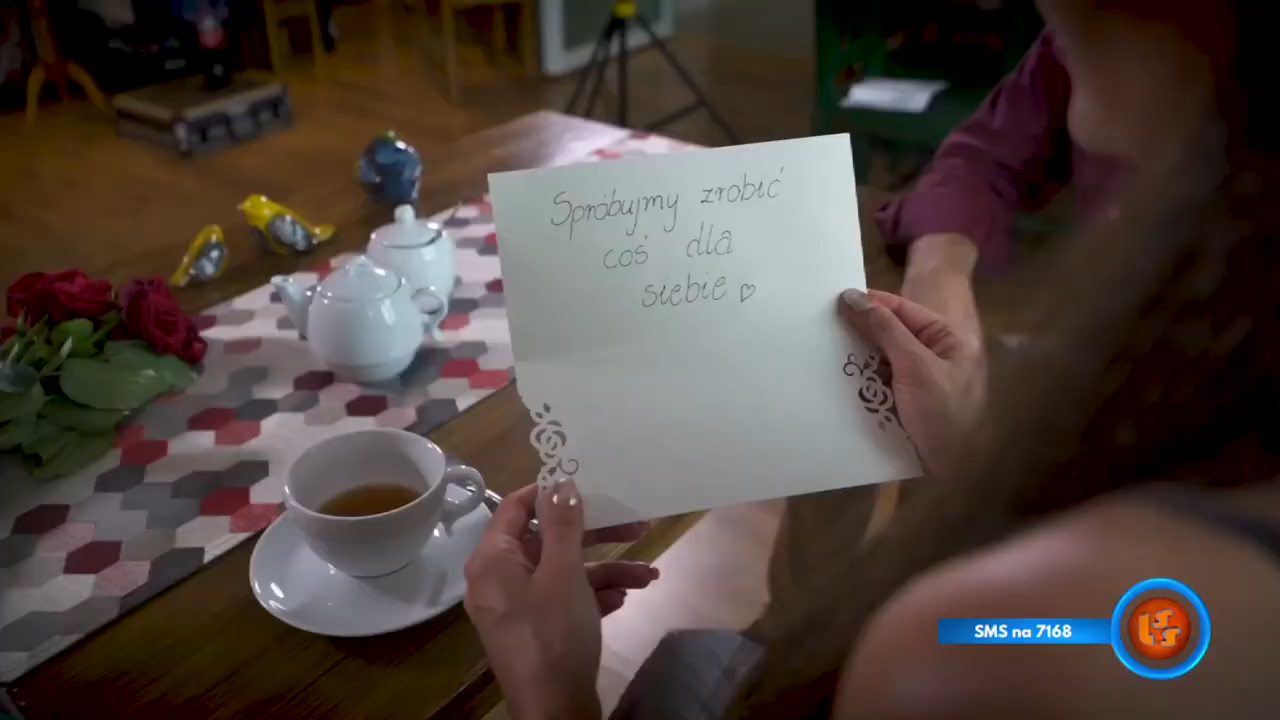 Spróbujmy zrobić
coś dla
siebie ♡
SMS na 7168